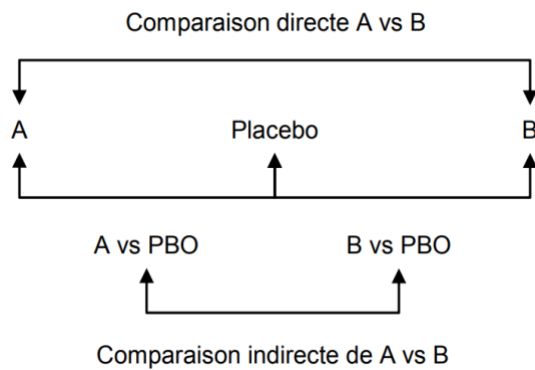 Comparaison directe A vs B
A Placebo B
A vs PBO B vs PBO
Comparaison indirecte de A vs B